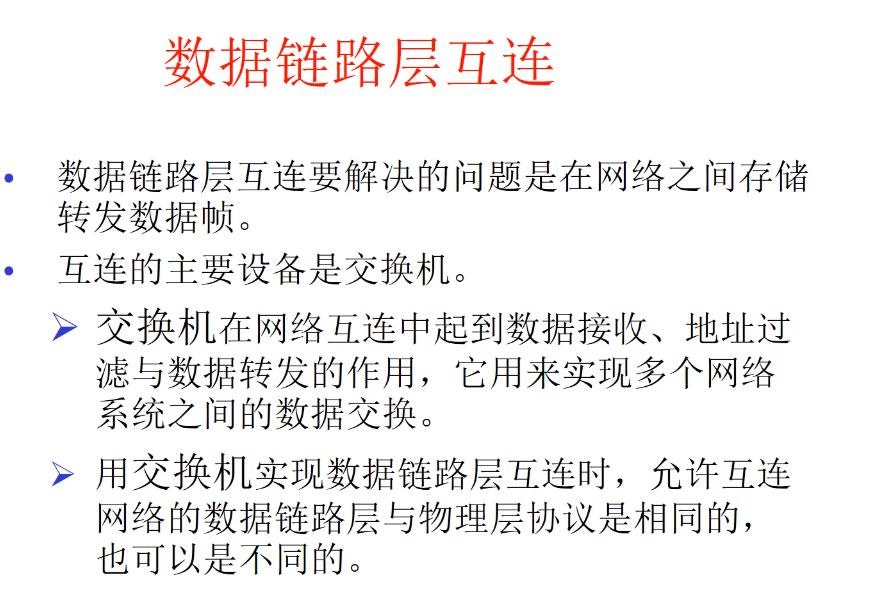 数据链路层互连
• 数据链路层互连要解决的问题是在网络之间存储
转发数据帧。
• 互连的主要设备是交换机。
➢ 交换机在网络互连中起到数据接收、地址过
滤与数据转发的作用，它用来实现多个网络
系统之间的数据交换。
➢ 用交换机实现数据链路层互连时，允许互连
网络的数据链路层与物理层协议是相同的，
也可以是不同的。